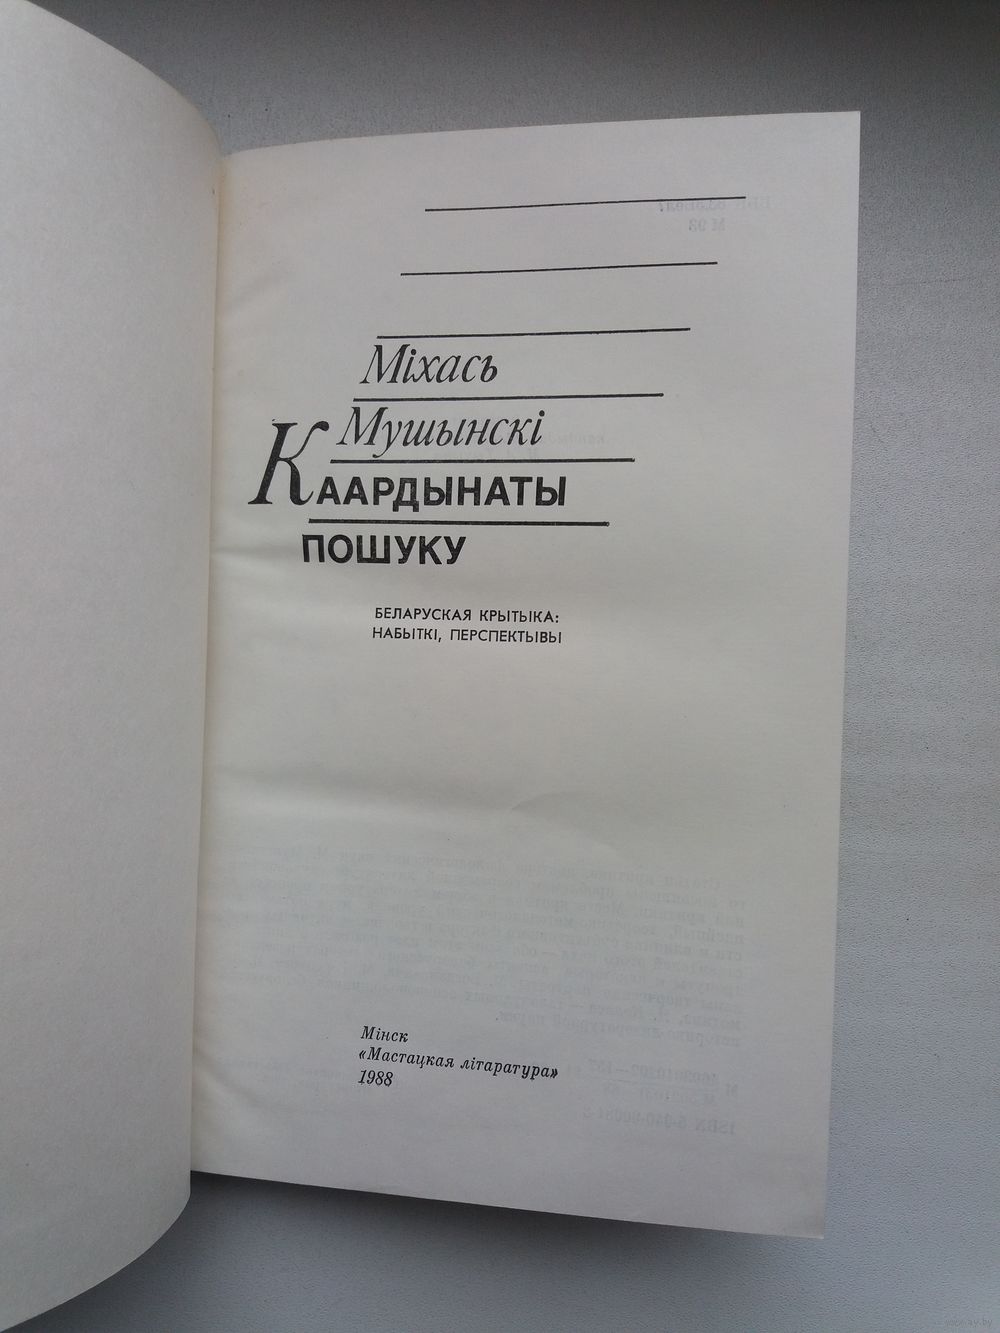 Міхась
Мушынскі
КААРДЫНАТЫ
ПОШУКУ
БЕЛАРУСКАЯ КРЫТЫКА:
НАБЫТКІ, ПЕРСПЕКТЫВЫ
Мінск
«Мастацкая літаратура»
1988